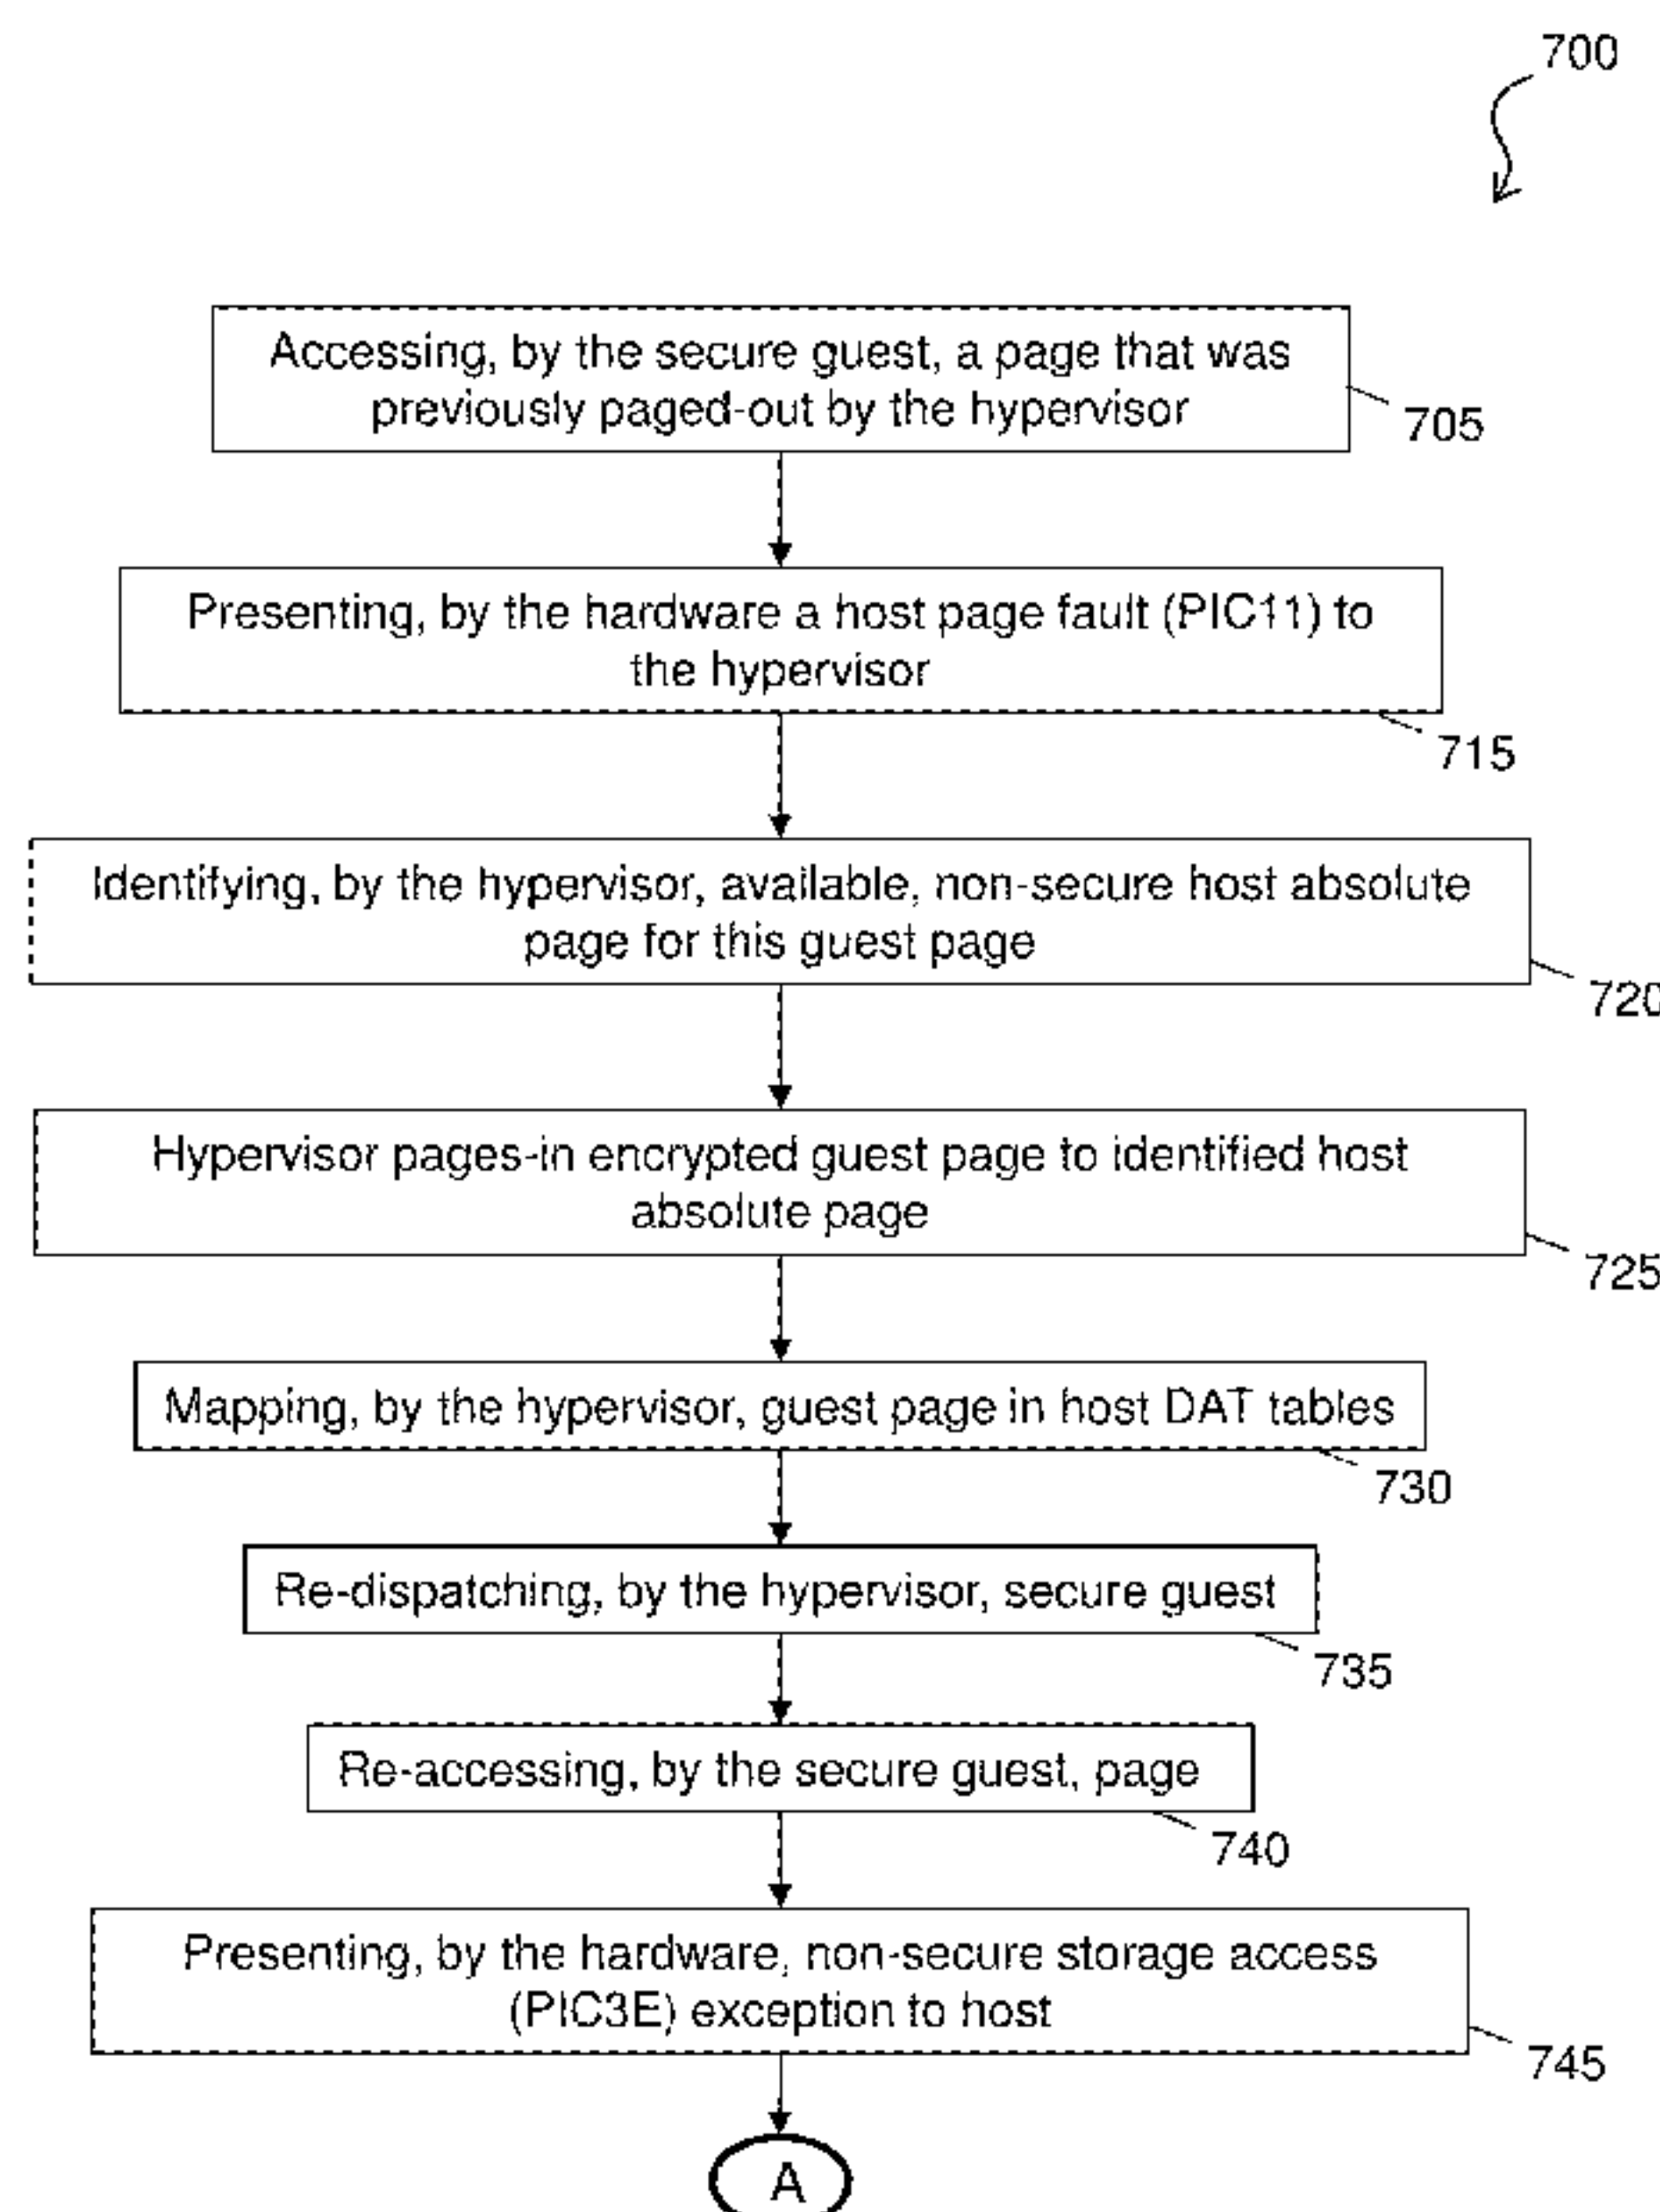 700
Accessing, by the secure guest, a page that was
previously paged-out by the hypervisor
705
Presenting, by the hardware a host page fault (PIC11) to
the hypervisor
715
Identifying, by the hypervisor, available, non-secure host absolute
page for this guest page
720
Hypervisor pages-in encrypted guest page to identified host
absolute page
725
Mapping, by the hypervisor, guest page in host DAT tables
730
Re-dispatching, by the hypervisor, secure guest
735
Re-accessing, by the secure guest, page
740
Presenting, by the hardware, non-secure storage access
(PIC3E) exception to host
745
A